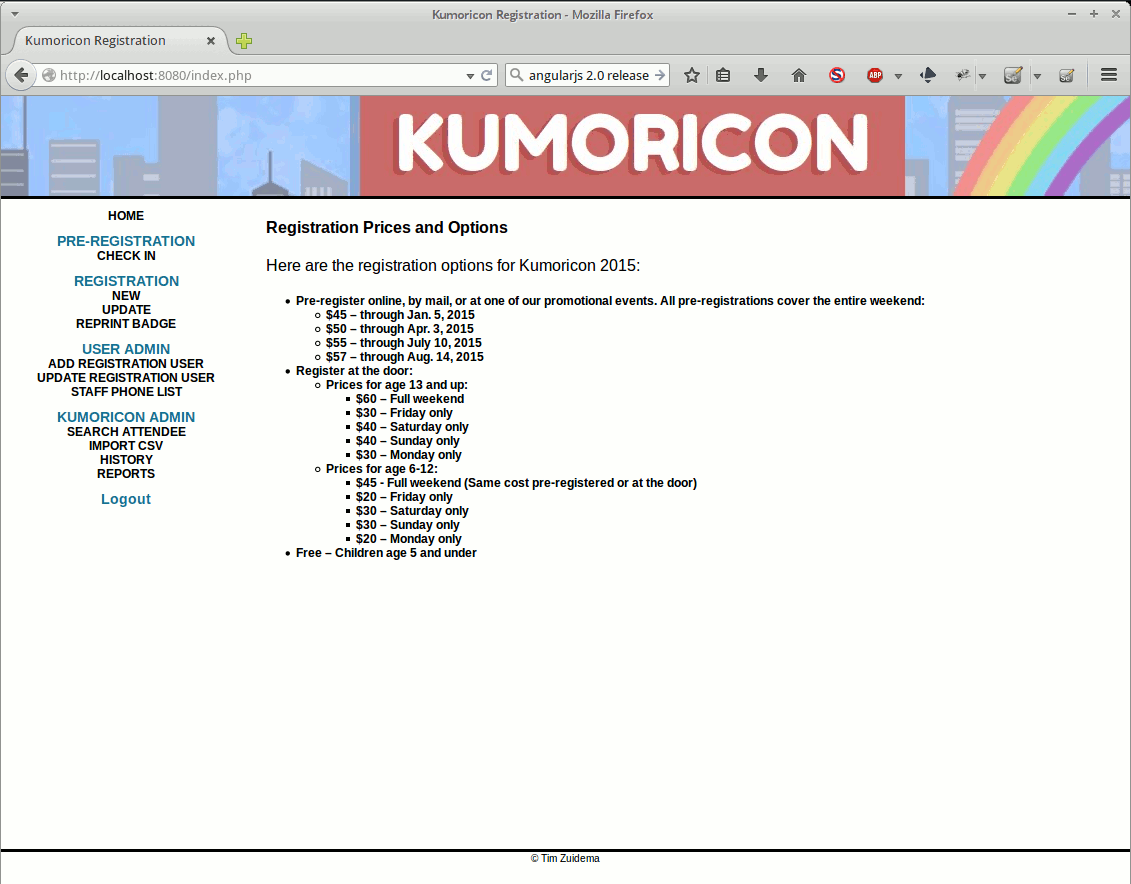 Kumoricon Registration - Mozilla Firefox
Kumoricon Registration
http://localhost:8080/index.php
angularjs 2.0 release
S
ABP
Se
Se
KUMORICON
HOME
PRE-REGISTRATION
CHECK IN
REGISTRATION
NEW
UPDATE
REPRINT BADGE
USER ADMIN
ADD REGISTRATION USER
UPDATE REGISTRATION USER
STAFF PHONE LIST
KUMORICON ADMIN
SEARCH ATTENDEE
IMPORT CSV
HISTORY
REPORTS
Logout
Registration Prices and Options
Here are the registration options for Kumoricon 2015:
Pre-register online, by mail, or at one of our promotional events. All pre-registrations cover the entire weekend:
$45 – through Jan. 5, 2015
$50 – through Apr. 3, 2015
$55 – through July 10, 2015
$57 – through Aug. 14, 2015
Register at the door:
Prices for age 13 and up:
$60 – Full weekend
$30 – Friday only
$40 – Saturday only
$40 – Sunday only
$30 – Monday only
Prices for age 6-12:
$45 - Full weekend (Same cost pre-registered or at the door)
$20 – Friday only
$30 – Saturday only
$30 – Sunday only
$20 – Monday only
Free – Children age 5 and under
© Tim Zuidema